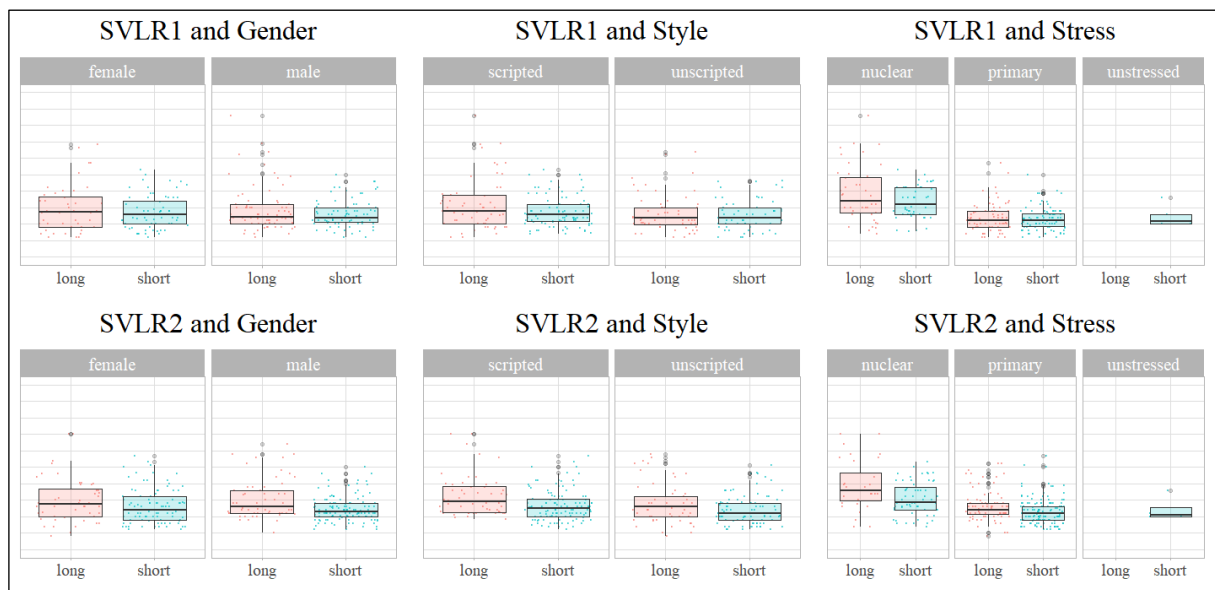 SVLR1 and Gender
female male
long short long short
SVLR1 and Style
scripted unscripted
long short long short
SVLR1 and Stress
nuclear primary unstressed
long short long short long short
SVLR2 and Gender
female male
long short long short
SVLR2 and Style
scripted unscripted
long short long short
SVLR2 and Stress
nuclear primary unstressed
long short long short long short